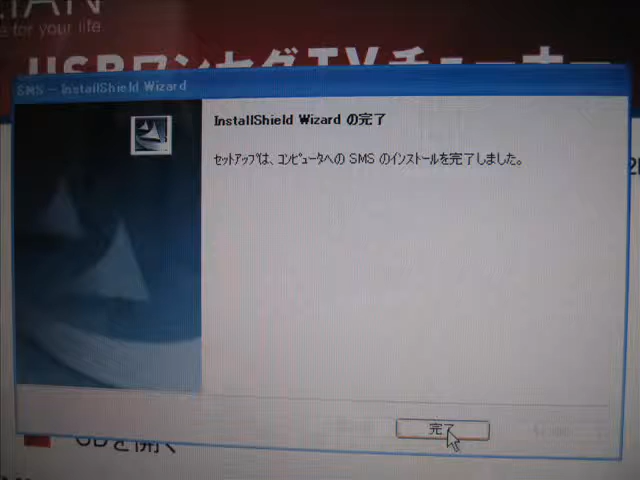 e for your life.
USBワンセグTVチューナー
SMS - InstallShield Wizard
InstallShield Wizard の完了
セットアップは、コンピュータへの SMS のインストールを完了しました。
完了
CDを開く